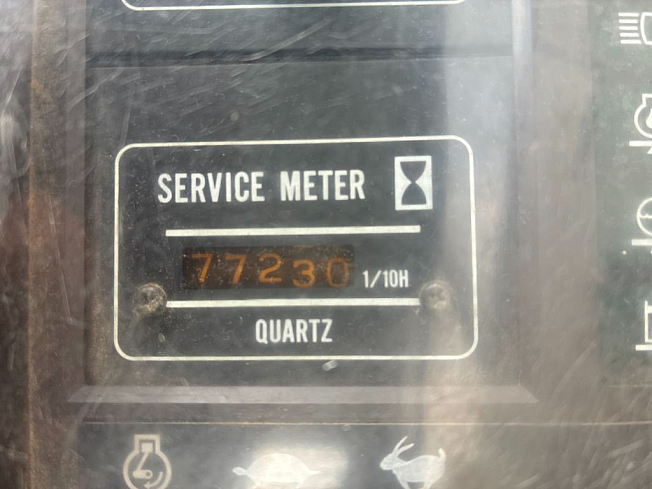 SERVICE METER
77230 1/10H
QUARTZ